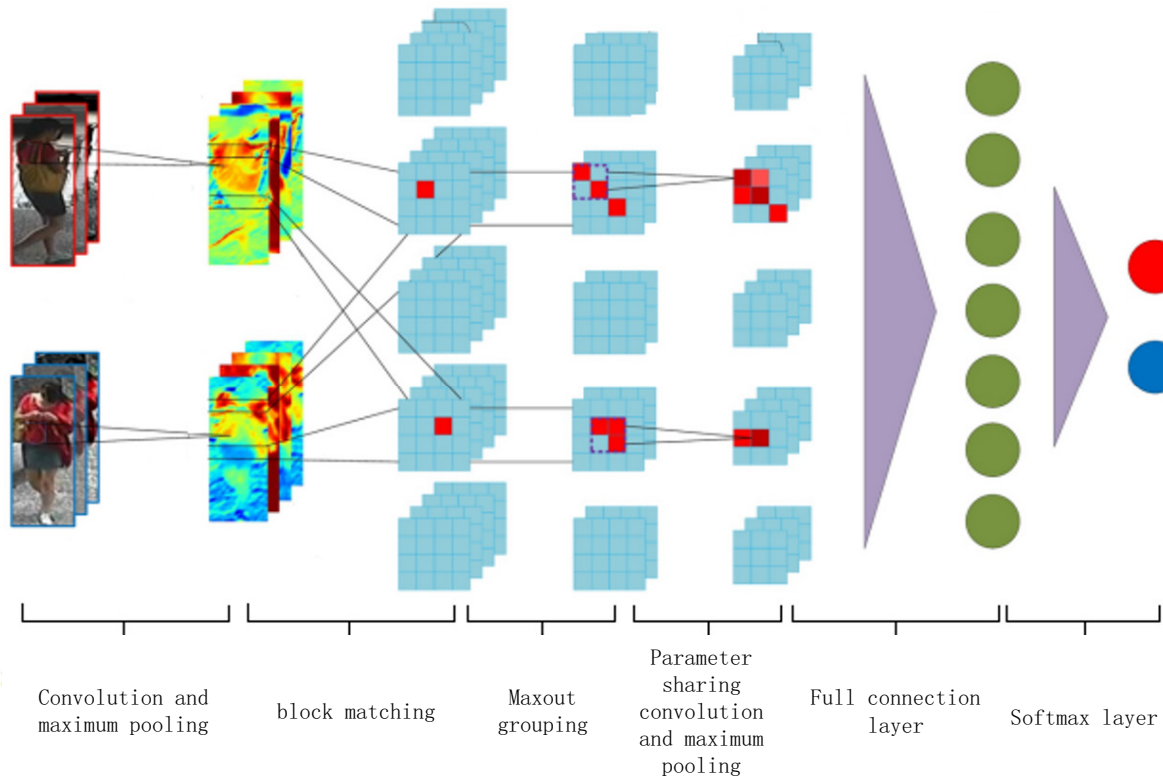 Convolution and
maximum pooling
block matching
Maxout
grouping
Parameter
sharing
convolution
and maximum
pooling
Full connection
layer
Softmax layer